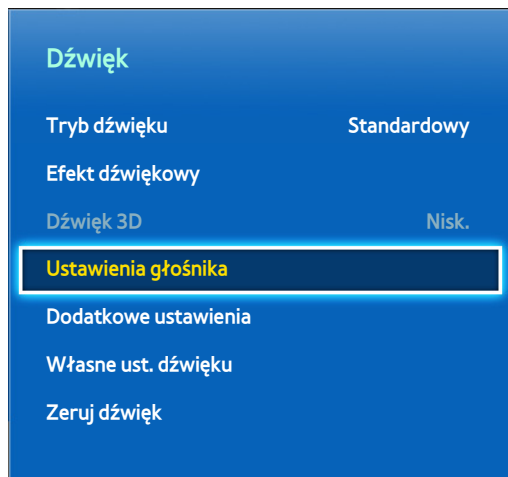 Dźwięk
Tryb dźwięku Standardowy
Efekt dźwiękowy
Dźwięk 3D Nisk.
Ustawienia głośnika
Dodatkowe ustawienia
Własne ust. dźwięku
Zeruj dźwięk